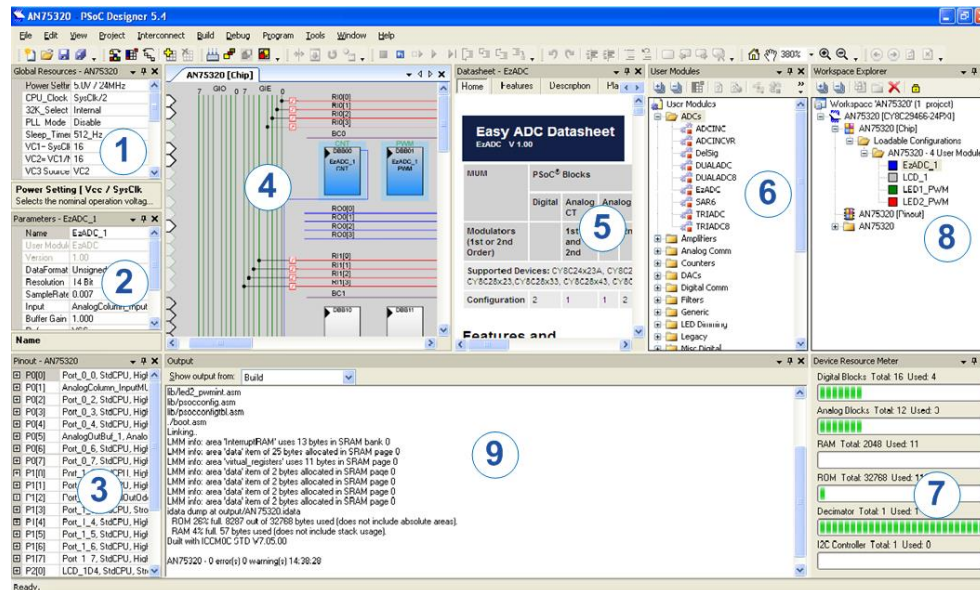 AN75320 PSoC Designer 5.4
File Edit View Project Interconnect Build Debug Program Tools Window Help
380%
Global Resources - AN75320
Power Settir 5.0V / 24MHz
CPU_Clock SysClk/2
32K_Select Internal
PLL Mode Disable
Sleep_Timer 512_Hz
VC1= SysCl 16
VC2= VC1/N 16
VC3 Source VC2
1
Power Setting [ Vcc / SysClk
Selects the nominal operation voltag...
Parameters - EzADC_1
Name EzADC_1
User Modul EzADC
Version 1.00
DataFormat Unsigned
Resolution 14 Bit
SampleRate 0.007
Input AnalogColumn_Input
Buffer Gain 1.000
2
Name
AN75320 [Chip]
7 GIO 0 7 GIE 0
RI0[0]
RI0[1]
RI0[2]
RI0[3]
BC0
CNT
DBB00
EzADC_1
CNT
PWM
DBB01
EzADC_1
PWM
4
RO0[0]
RO0[1]
RO0[2]
RO0[3]
RI1[0]
RI1[1]
RI1[2]
RI1[3]
BC1
DBB10
DBB11
Datasheet - EzADC
Home Features Description Pla
Easy ADC Datasheet
EzADC V 1.00
MUM PSoC® Blocks
Digital Analog CT Analog
Modulators (1st or 2nd Order)
1st and 2nd
5
Supported Devices: CY8C24x23A, CY8C2
CY8C28x23,CY8C28x33, CY8C28x43, CY8C
Configuration 2 1 1 2
Features and
User Modules
User Modules
ADCs
ADCINC
ADCINCVR
DelSig
DUALADC
DUALADC8
EzADC
SAR6
TRIADC
TRIADC8
Amplifiers
Analog Comm
Counters
DACs
Digital Comm
Filters
Generic
LED Dimming
Legacy
Misc Digital
6
Workspace Explorer
Workspace 'AN75320' (1 project)
AN75320 [CY8C29466-24PXI]
AN75320 [Chip]
Loadable Configurations
AN75320 - 4 User Module
EzADC_1
LCD_1
LED1_PWM
LED2_PWM
AN75320 [Pinout]
AN75320
8
Pinout - AN75320
P0[0] Port_0_0, StdCPU, High
P0[1] AnalogColumn_InputMU
P0[2] Port_0_2, StdCPU, High
P0[3] Port_0_3, StdCPU, High
P0[4] Port_0_4, StdCPU, High
P0[5] AnalogOutBuf_1, Analo
P0[6] Port_0_6, StdCPU, High
P0[7] Port_0_7, StdCPU, High
P1[0]
P1[1]
P1[2]
P1[3]
P1[4] Port_1_4, StdCPU, High
P1[5] Port_1_5, StdCPU, High
P1[6] Port_1_6, StdCPU, High
P1[7] Port_1_7, StdCPU, High
P2[0] LCD_1D4, StdCPU, Stro
3
Output
Show output from: Build
lib/led2_pwmint.asm
lib/psocconfig.asm
lib/psocconfigtbl.asm
./boot.asm
Linking..
LMM info: area 'InterruptRAM' uses 13 bytes in SRAM bank 0
LMM info: area 'data' item of 25 bytes allocated in SRAM page 0
LMM info: area 'virtual_registers' uses 11 bytes in SRAM page 0
LMM info: area 'data' item of 2 bytes allocated in SRAM page 0
LMM info: area 'data' item of 2 bytes allocated in SRAM page 0
LMM info: area 'data' item of 2 bytes allocated in SRAM page 0
LMM info: area 'data' item of 2 bytes allocated in SRAM page 0
idata dump at output/AN75320.idata
ROM 26% full. 8287 out of 32768 bytes used (does not include absolute areas).
RAM 4% full. 57 bytes used (does not include stack usage).
Built with ICCM8C STD V7.05.00
AN75320 - 0 error(s) 0 warning(s) 14:38:28
9
Device Resource Meter
Digital Blocks Total: 16 Used: 4
Analog Blocks Total: 12 Used: 3
RAM Total: 2048 Used: 11
ROM Total: 32768 Used:
Decimator Total: 1 Used: 1
I2C Controller Total: 1 Used: 0
7
Ready.